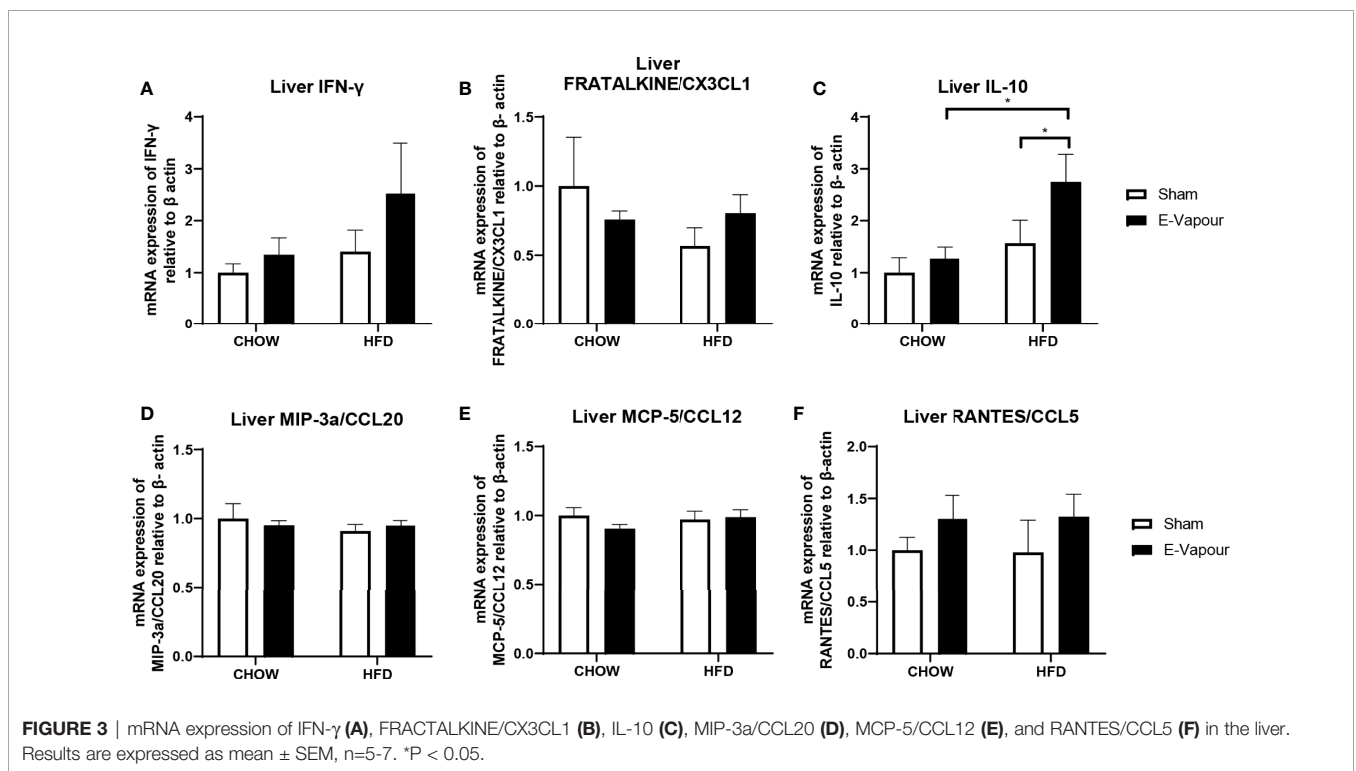 A
Liver IFN-γ
mRNA expression of IFN-γ
relative to β actin
4
3
2
1
0
CHOW
HFD
B
Liver
FRATALKINE/CX3CL1
mRNA expression of
FRATALKINE/CX3CL1 relative to β- actin
1.5
1.0
0.5
0.0
CHOW
HFD
C
Liver IL-10
mRNA expression of
IL-10 relative to β- actin
4
3
2
1
0
*
*
CHOW
HFD
Sham
E-Vapour
D
Liver MIP-3a/CCL20
mRNA expression of
MIP-3a/CCL20 relative to β- actin
1.5
1.0
0.5
0.0
CHOW
HFD
E
Liver MCP-5/CCL12
mRNA expression of
MCP-5/CCL12 relative to β-actin
1.5
1.0
0.5
0.0
CHOW
HFD
F
Liver RANTES/CCL5
mRNA expression of
RANTES/CCL5 relative to β-actin
2.0
1.5
1.0
0.5
0.0
CHOW
HFD
Sham
E-Vapour
FIGURE 3 | mRNA expression of IFN-γ (A), FRACTALKINE/CX3CL1 (B), IL-10 (C), MIP-3a/CCL20 (D), MCP-5/CCL12 (E), and RANTES/CCL5 (F) in the liver.
Results are expressed as mean ± SEM, n=5-7. *P < 0.05.